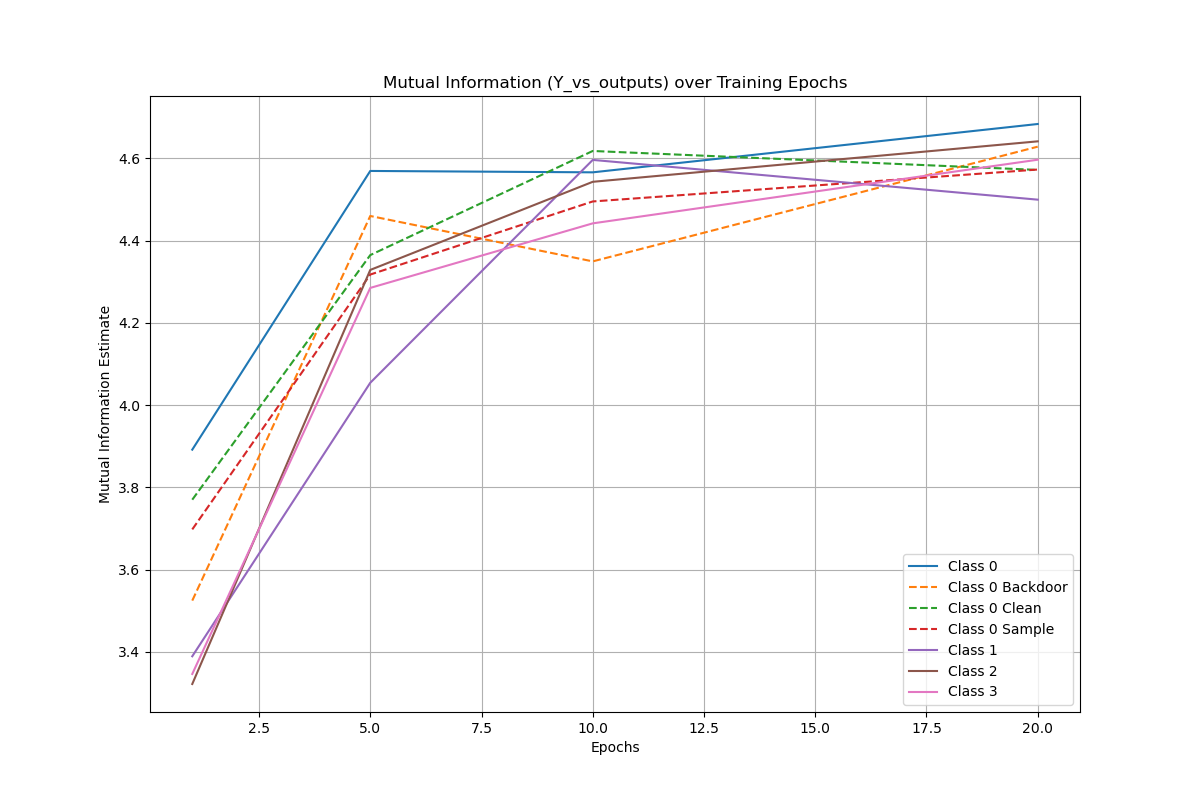 Mutual Information (Y_vs_outputs) over Training Epochs
Mutual Information Estimate
4.6
4.4
4.2
4.0
3.8
3.6
3.4
2.5
5.0
7.5
10.0
12.5
15.0
17.5
20.0
Epochs
Class 0
Class 0 Backdoor
Class 0 Clean
Class 0 Sample
Class 1
Class 2
Class 3